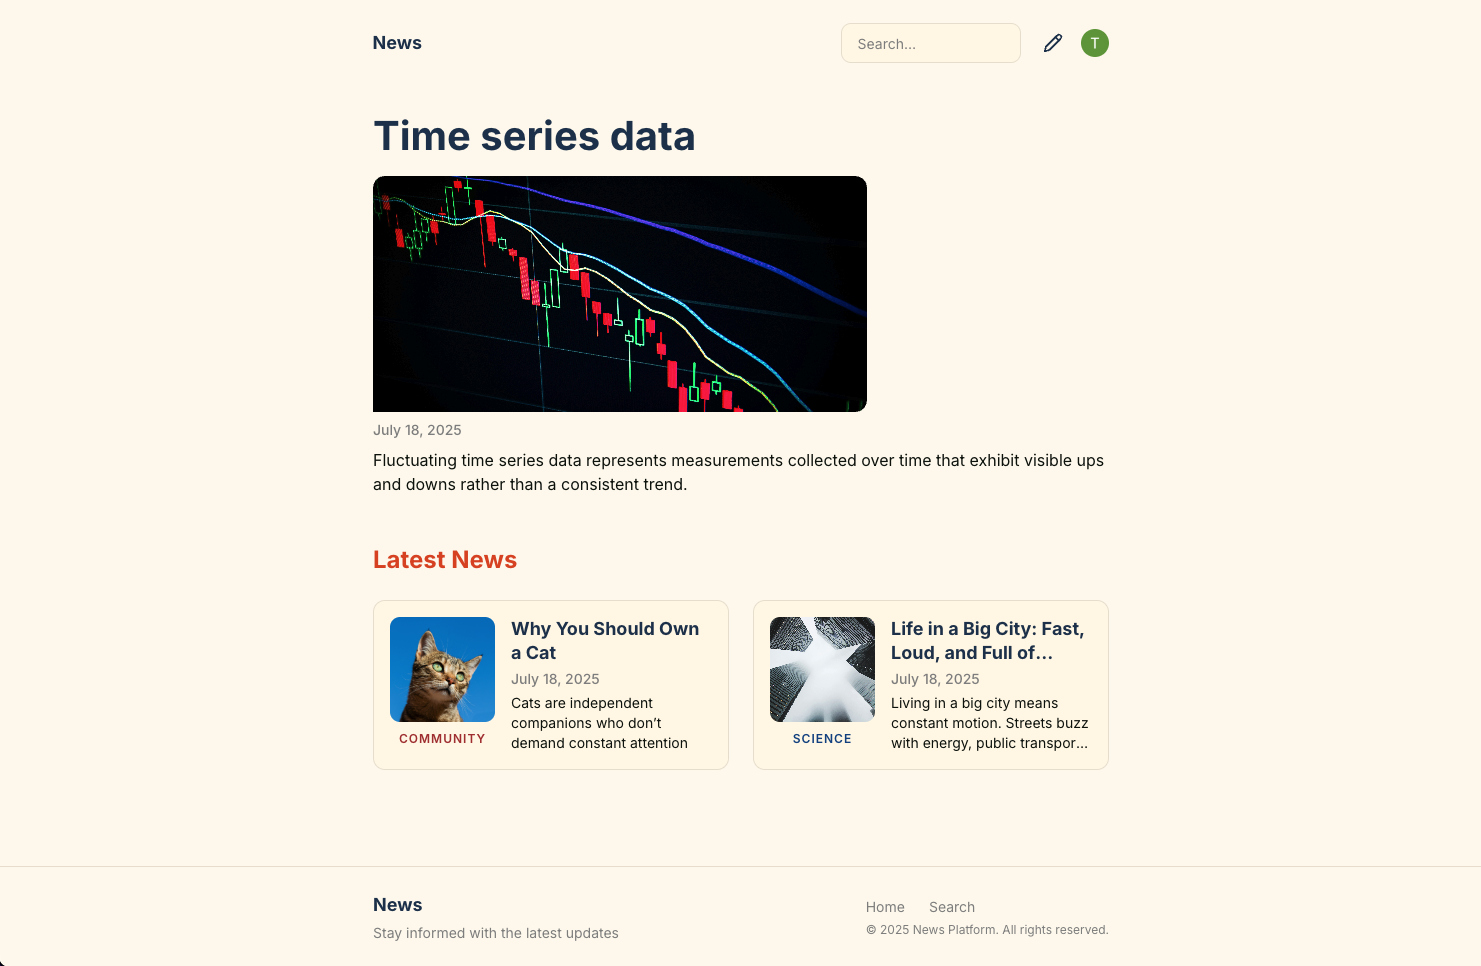 News
Search...
T
Time series data
July 18, 2025
Fluctuating time series data represents measurements collected over time that exhibit visible ups
and downs rather than a consistent trend.
Latest News
Why You Should Own
a Cat
July 18, 2025
Cats are independent
companions who don’t
demand constant attention
COMMUNITY
Life in a Big City: Fast,
Loud, and Full of...
July 18, 2025
Living in a big city means
constant motion. Streets buzz
with energy, public transpor...
SCIENCE
News
Stay informed with the latest updates
Home Search
© 2025 News Platform. All rights reserved.